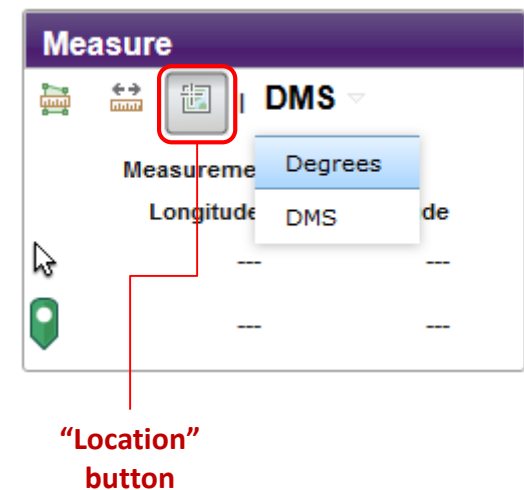 Measure
| DMS
Degrees
Measureme
DMS
Longitude
de
--- ---
--- ---
“Location”
button